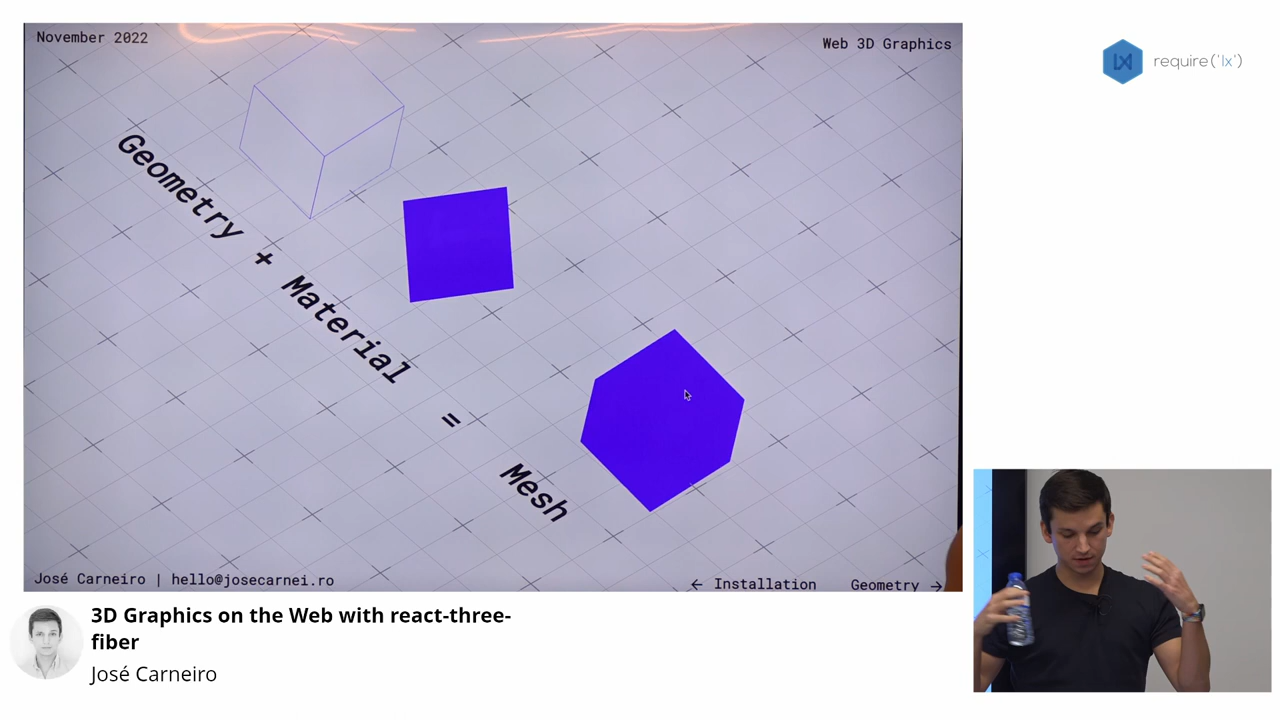 November 2022
Web 3D Graphics
require('lx')
Geometry + Material = Mesh
José Carneiro | hello@josecarnei.ro
← Installation
Geometry →
3D Graphics on the Web with react-three-
fiber
José Carneiro